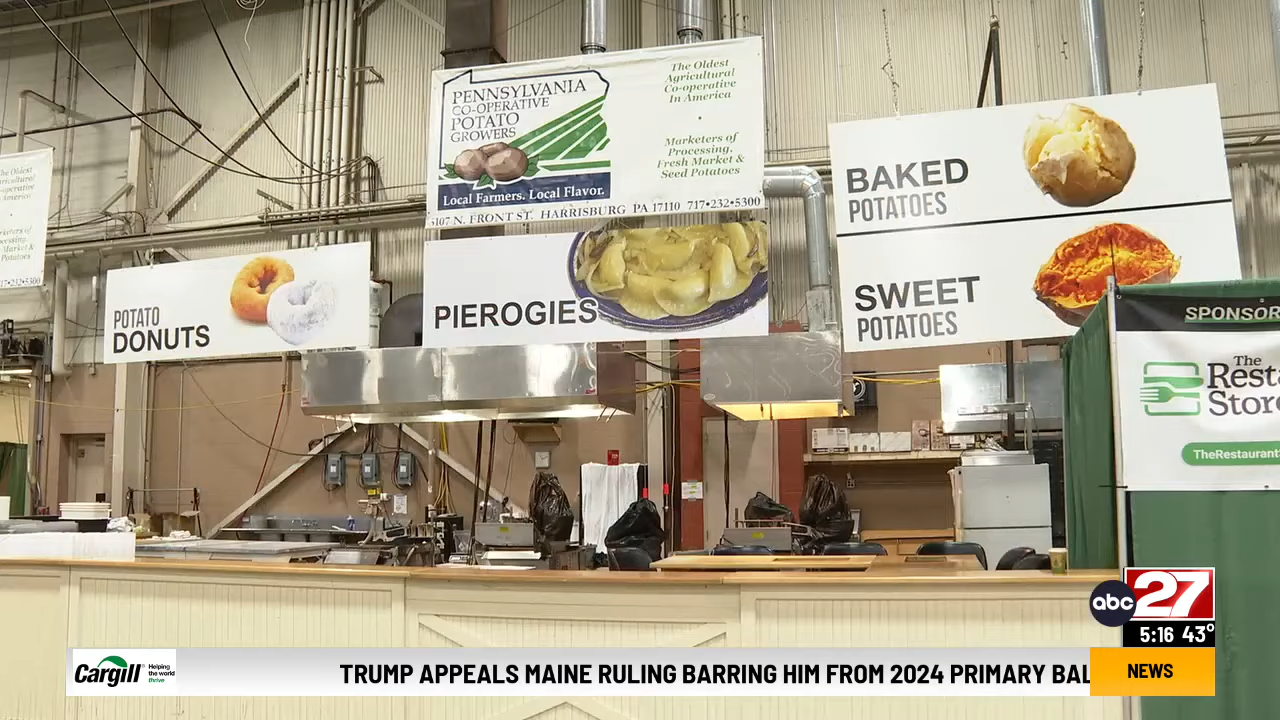 The Oldest
Agricultural
Co-operative
In America
PENNSYLVANIA
CO-OPERATIVE
POTATO
GROWERS
Marketers of
Processing,
Fresh Market &
Seed Potatoes
Local Farmers. Local Flavor.
5107 N. FRONT ST. HARRISBURG PA 17110 717•232•5300
BAKED
POTATOES
SWEET
POTATOES
PIEROGIES
POTATO
DONUTS
SPONSOR
The
Resta
Store
TheRestaurant
abc 27
5:16 43°
NEWS
Cargill
Helping
the world
thrive
TRUMP APPEALS MAINE RULING BARRING HIM FROM 2024 PRIMARY BAL